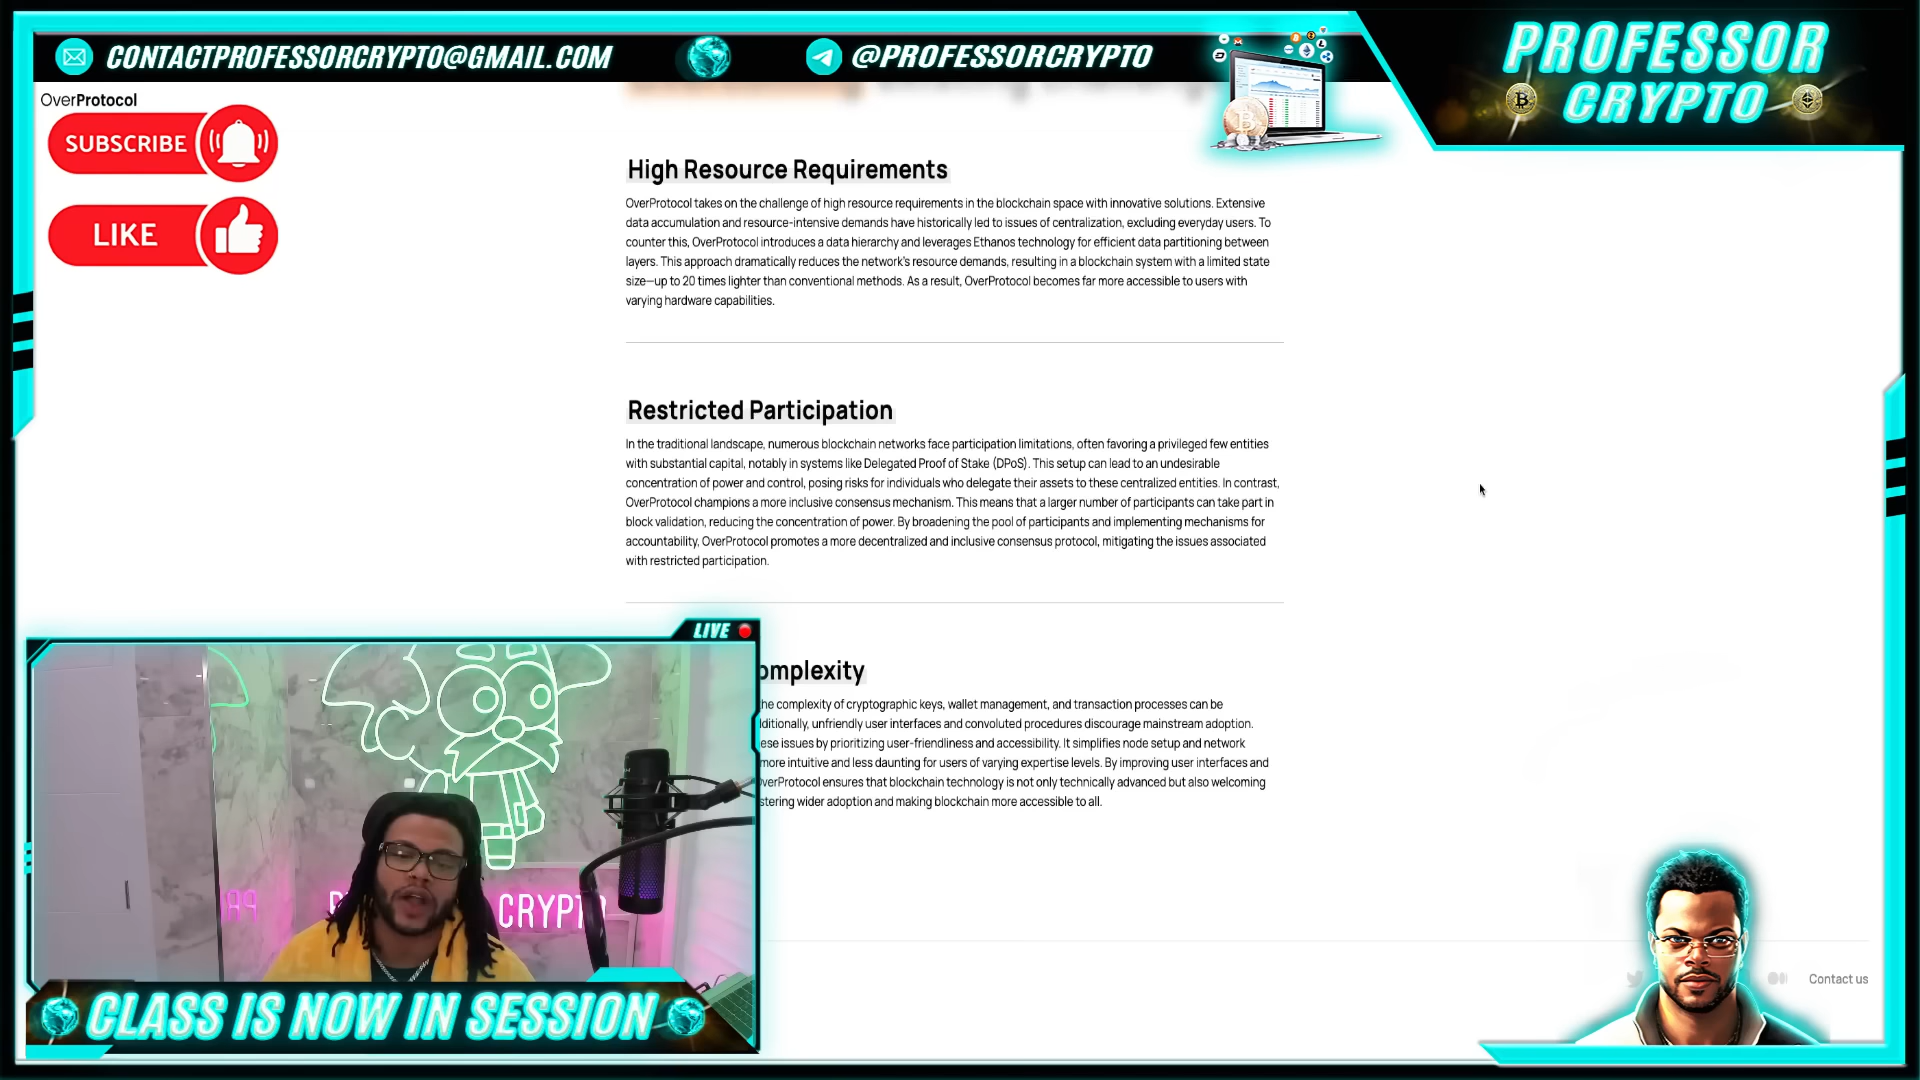 CONTACTPROFESSORCRYPTO@GMAIL.COM
@PROFESSORCRYPTO
PROFESSOR
CRYPTO
OverProtocol
SUBSCRIBE
LIKE
High Resource Requirements
OverProtocol takes on the challenge of high resource requirements in the blockchain space with innovative solutions. Extensive
data accumulation and resource-intensive demands have historically led to issues of centralization, excluding everyday users. To
counter this, OverProtocol introduces a data hierarchy and leverages Ethanos technology for efficient data partitioning between
layers. This approach dramatically reduces the network's resource demands, resulting in a blockchain system with a limited state
size—up to 20 times lighter than conventional methods. As a result, OverProtocol becomes far more accessible to users with
varying hardware capabilities.
Restricted Participation
In the traditional landscape, numerous blockchain networks face participation limitations, often favoring a privileged few entities
with substantial capital, notably in systems like Delegated Proof of Stake (DPoS). This setup can lead to an undesirable
concentration of power and control, posing risks for individuals who delegate their assets to these centralized entities. In contrast,
OverProtocol champions a more inclusive consensus mechanism. This means that a larger number of participants can take part in
block validation, reducing the concentration of power. By broadening the pool of participants and implementing mechanisms for
accountability, OverProtocol promotes a more decentralized and inclusive consensus protocol, mitigating the issues associated
with restricted participation.
omplexity
he complexity of cryptographic keys, wallet management, and transaction processes can be
ditionally, unfriendly user interfaces and convoluted procedures discourage mainstream adoption.
ese issues by prioritizing user-friendliness and accessibility. It simplifies node setup and network
more intuitive and less daunting for users of varying expertise levels. By improving user interfaces and
verProtocol ensures that blockchain technology is not only technically advanced but also welcoming
stering wider adoption and making blockchain more accessible to all.
LIVE
CRYPTO
CLASS IS NOW IN SESSION
Contact us